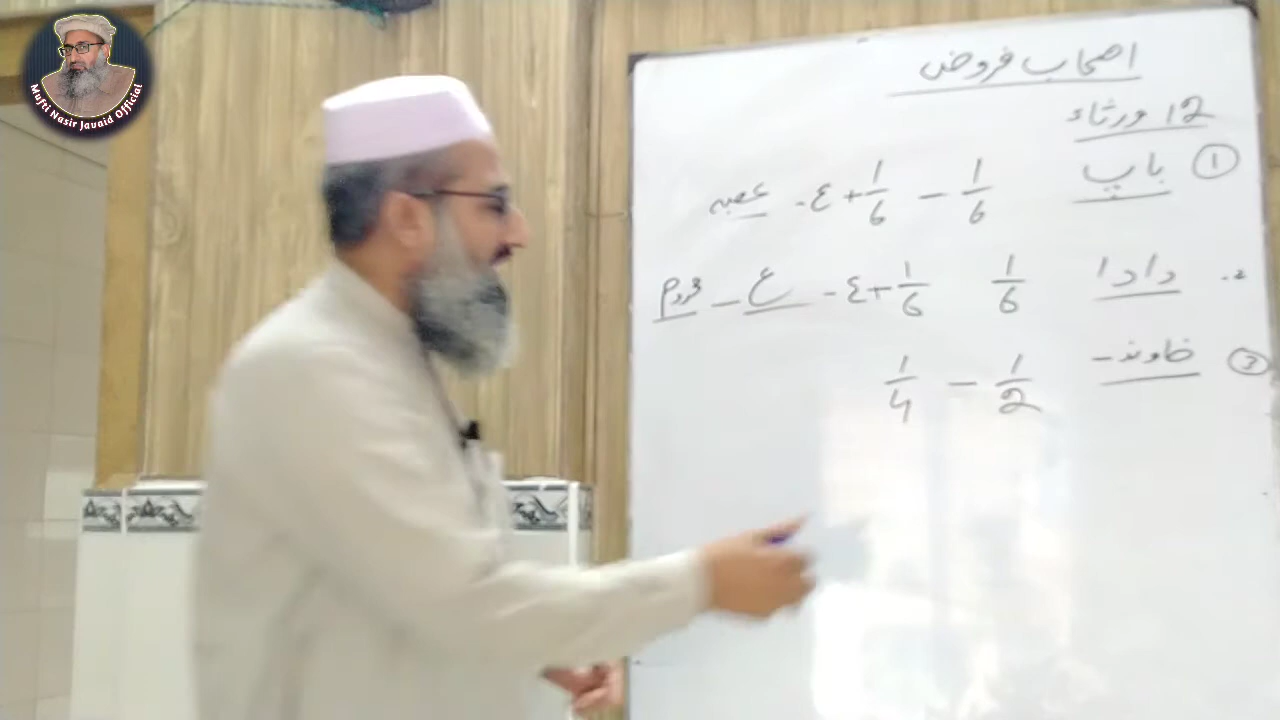 Mufti Nasir Javaid Official
اصحاب فروض
12 ورثاء
① باپ 1/6 – 1/6 + ع - عصبہ
2. دادا 1/6 1/6 + ع - ع – محروم
③ خاوند – 1/2 – 1/4